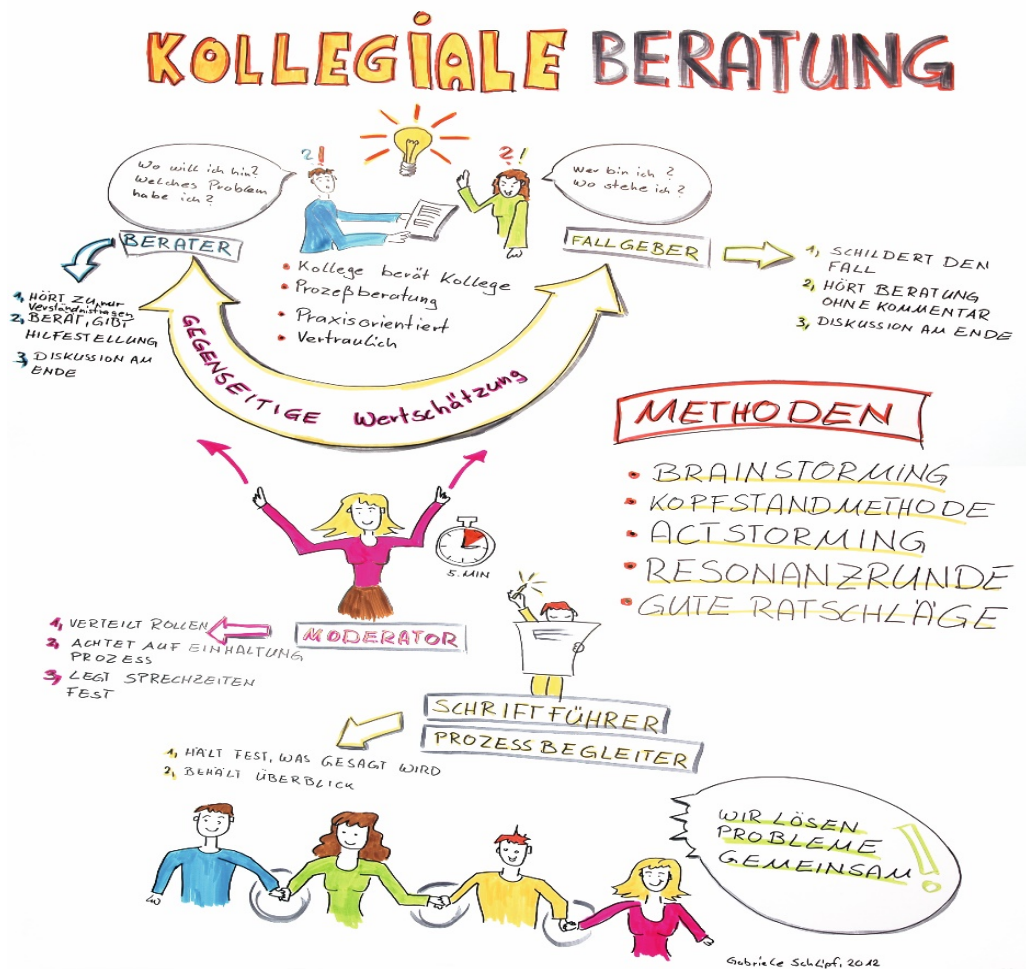 KOLLEGIALE BERATUNG
Wo will ich hin?
Welches Problem
habe ich?
2!
2!
Wer bin ich?
Wo stehe ich?
BERATER
FALLGEBER
1, HÖRT ZU, nur
Verständnisfragen
2, BERÄT, GIBT
HILFESTELLUNG
3, DISKUSSION AM
ENDE
• Kollege berät Kollege
• Prozeßberatung
• Praxisorientiert
• Vertraulich
1, SCHILDERT DEN
FALL
2, HÖRT BERATUNG
OHNE KOMMENTAR
3, DISKUSSION AM ENDE
GEGENSEITIGE Wertschätzung
METHODEN
• BRAINSTORMING
• KOPFSTANDMETHODE
• ACTSTORMING
• RESONANZRUNDE
• GUTE RATSCHLÄGE
5. MIN
MODERATOR
1, VERTEILT ROLLEN
2, ACHTET AUF EINHALTUNG
PROZESS
3, LEGT SPRECHZEITEN
FEST
SCHRIFTFÜHRER
PROZESSBEGLEITER
1, HÄLT FEST, WAS GESAGT WIRD
2, BEHÄLT ÜBERBLICK
WIR LÖSEN
PROBLEME
GEMEINSAM!
Gabriele Schlipf, 2012